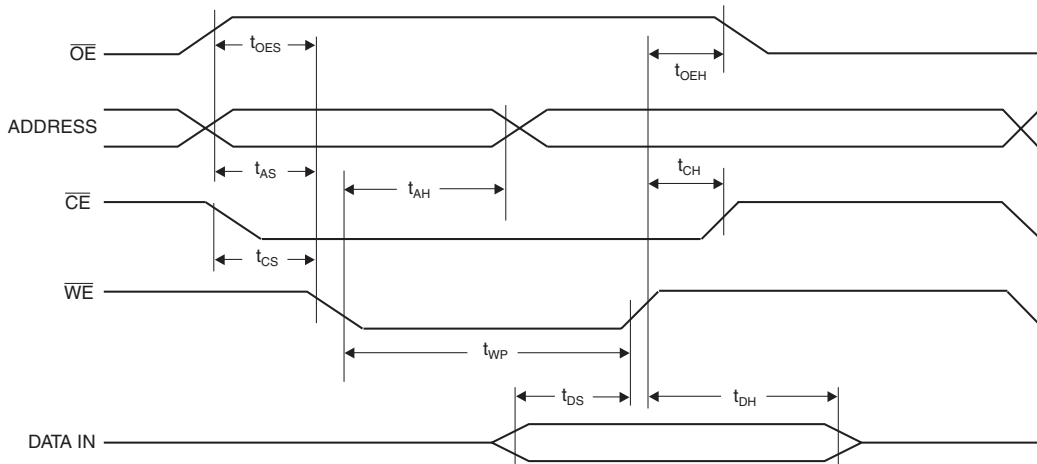 OE
tOES
tOEH
ADDRESS
tAS
tAH
tCH
CE
tCS
WE
tWP
tDS
tDH
DATA IN